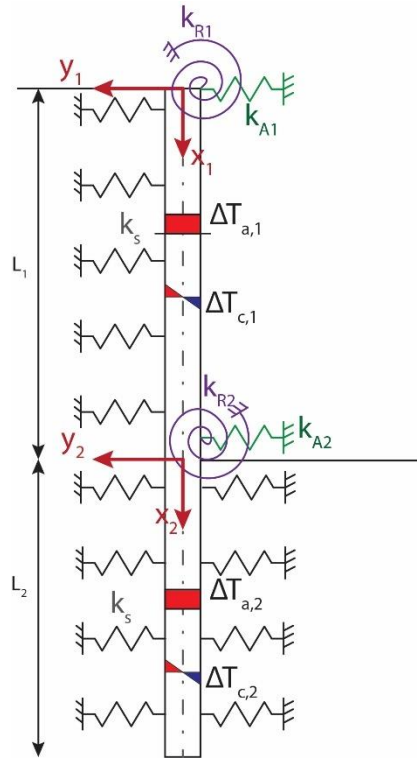 k_R1
y_1
k_A1
x_1
ΔT_a,1
k_s
L_1
ΔT_c,1
k_R2
k_A2
y_2
x_2
L_2
ΔT_a,2
k_s
ΔT_c,2